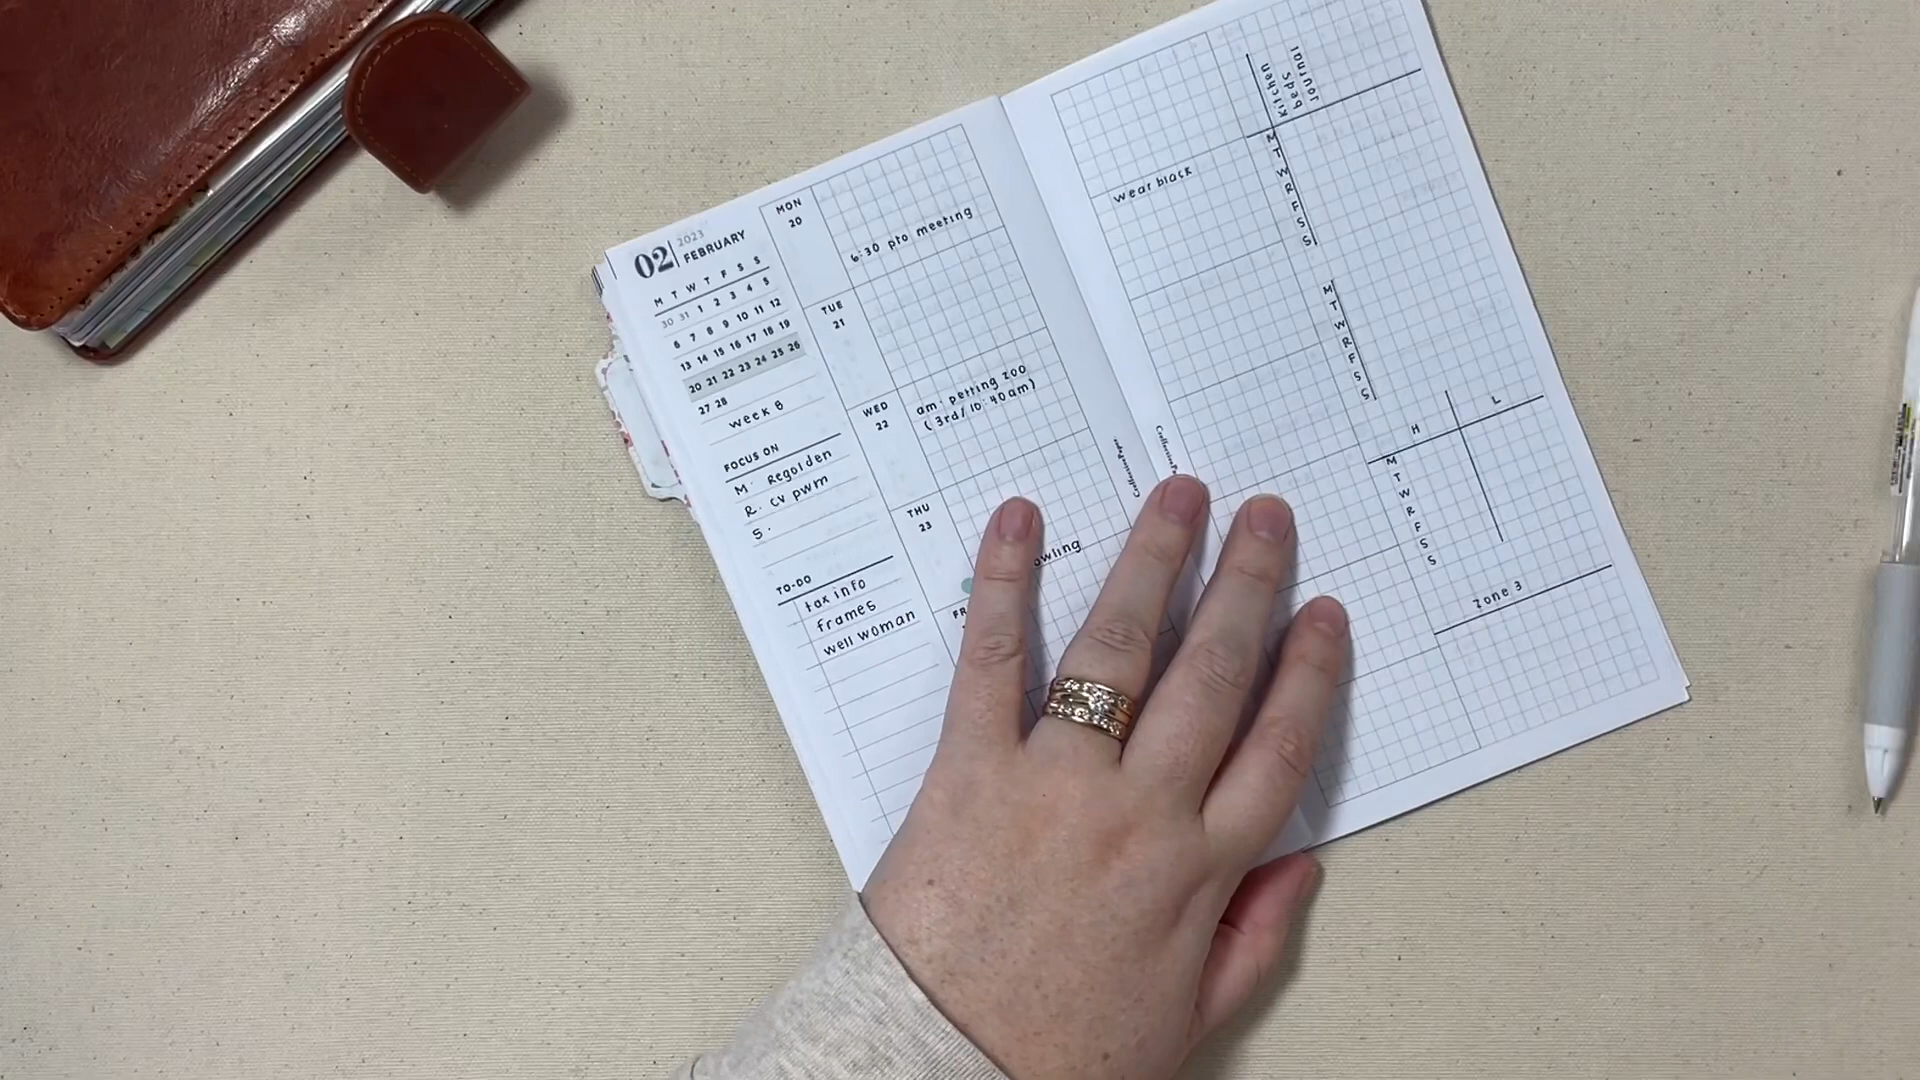 02
2023
FEBRUARY
M T W T F S S
30 31 1 2 3 4 5
6 7 8 9 10 11 12
13 14 15 16 17 18 19
20 21 22 23 24 25 26
27 28
week 8
FOCUS ON
M: Regolden
R: cv pwm
S:
TO-DO
tax info
frames
well woman
MON
20
6:30 pto meeting
TUE
21
WED
22
am: petting zoo
(3rd/10:40am)
THU
23
owling
FR
wear black
kitchen
beds
journal
M
T
W
R
F
S
S
M
T
W
R
F
S
S
H L
M
T
W
R
F
S
S
zone 3